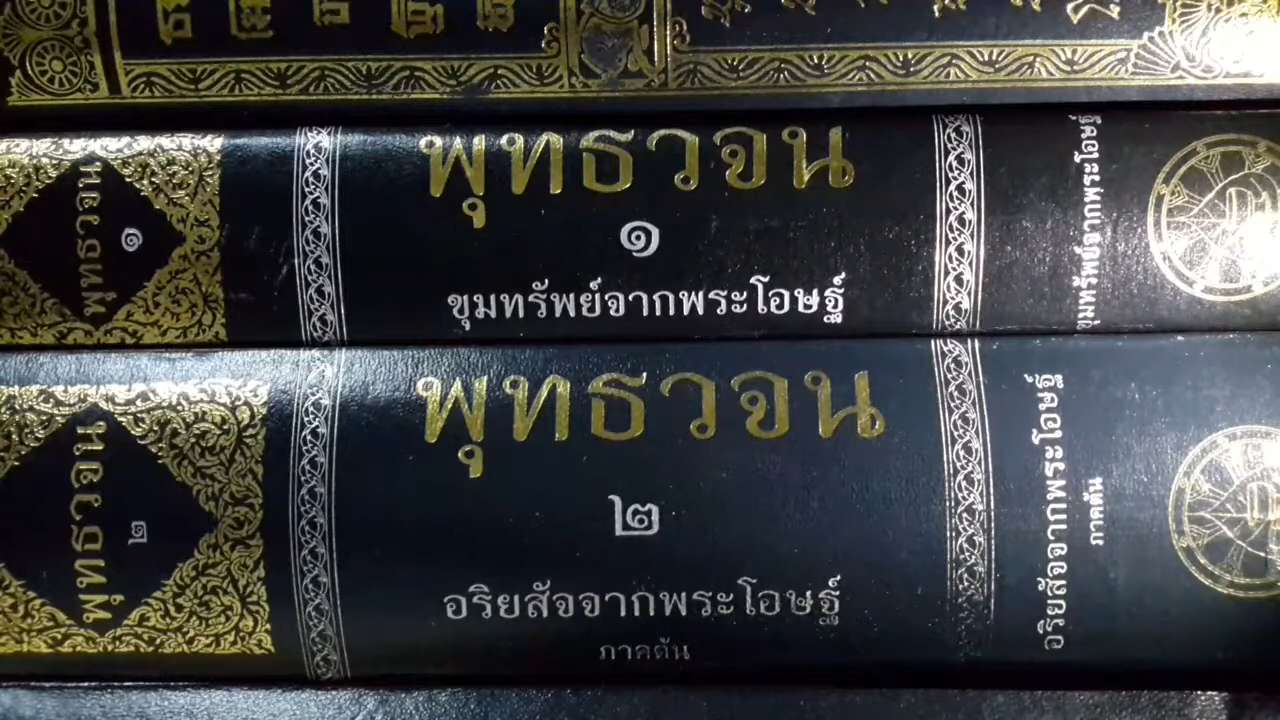 พุทธวจน
๑
พุทธวจน
๑
ขุมทรัพย์จากพระโอษฐ์
ขุมทรัพย์จากพระโอษฐ์
พุทธวจน
๒
พุทธวจน
๒
อริยสัจจากพระโอษฐ์
ภาคต้น
อริยสัจจากพระโอษฐ์
ภาคต้น